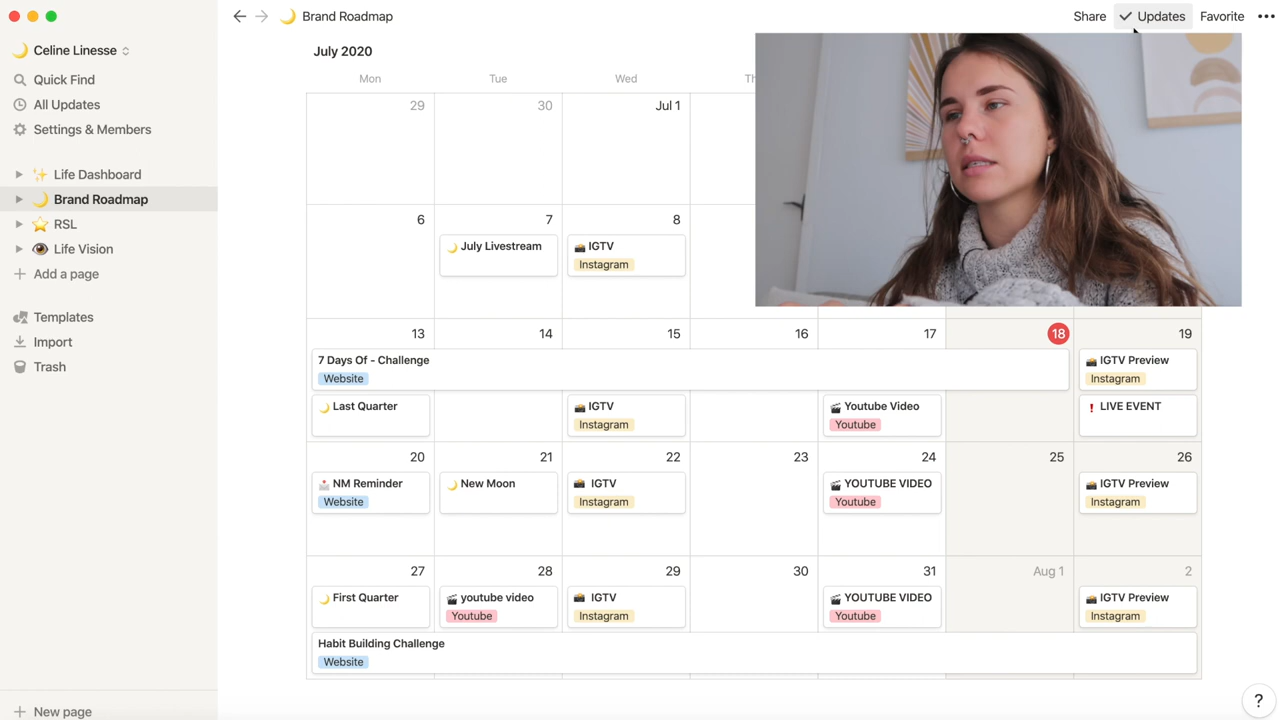 Brand Roadmap
Share
Updates
Favorite
Celine Linesse
Quick Find
All Updates
Settings & Members
Life Dashboard
Brand Roadmap
RSL
Life Vision
Add a page
Templates
Import
Trash
New page
July 2020
Mon Tue Wed Th
29 30 Jul 1
6 7 8
July Livestream
IGTV
Instagram
13 14 15 16 17 18 19
7 Days Of - Challenge
Website
IGTV Preview
Instagram
Last Quarter
IGTV
Instagram
Youtube Video
Youtube
LIVE EVENT
20 21 22 23 24 25 26
NM Reminder
Website
New Moon
IGTV
Instagram
YOUTUBE VIDEO
Youtube
IGTV Preview
Instagram
27 28 29 30 31 Aug 1 2
First Quarter
youtube video
Youtube
IGTV
Instagram
YOUTUBE VIDEO
Youtube
IGTV Preview
Instagram
Habit Building Challenge
Website
?